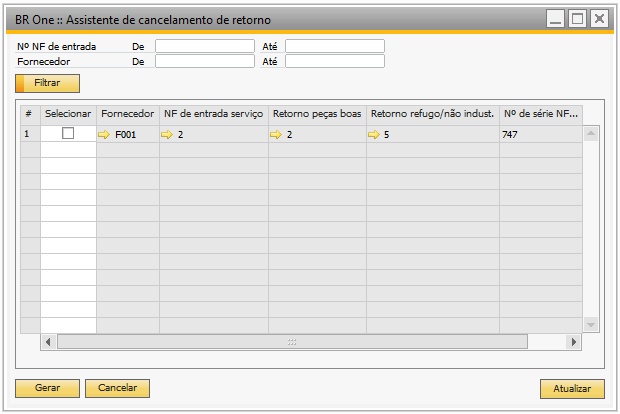 BR One :: Assistente de cancelamento de retorno
Nº NF de entrada De Até
Fornecedor De Até
Filtrar
# Selecionar Fornecedor NF de entrada serviço Retorno peças boas Retorno refugo/não indust. Nº de série NF...
1 F001 2 2 5 747
Gerar Cancelar Atualizar